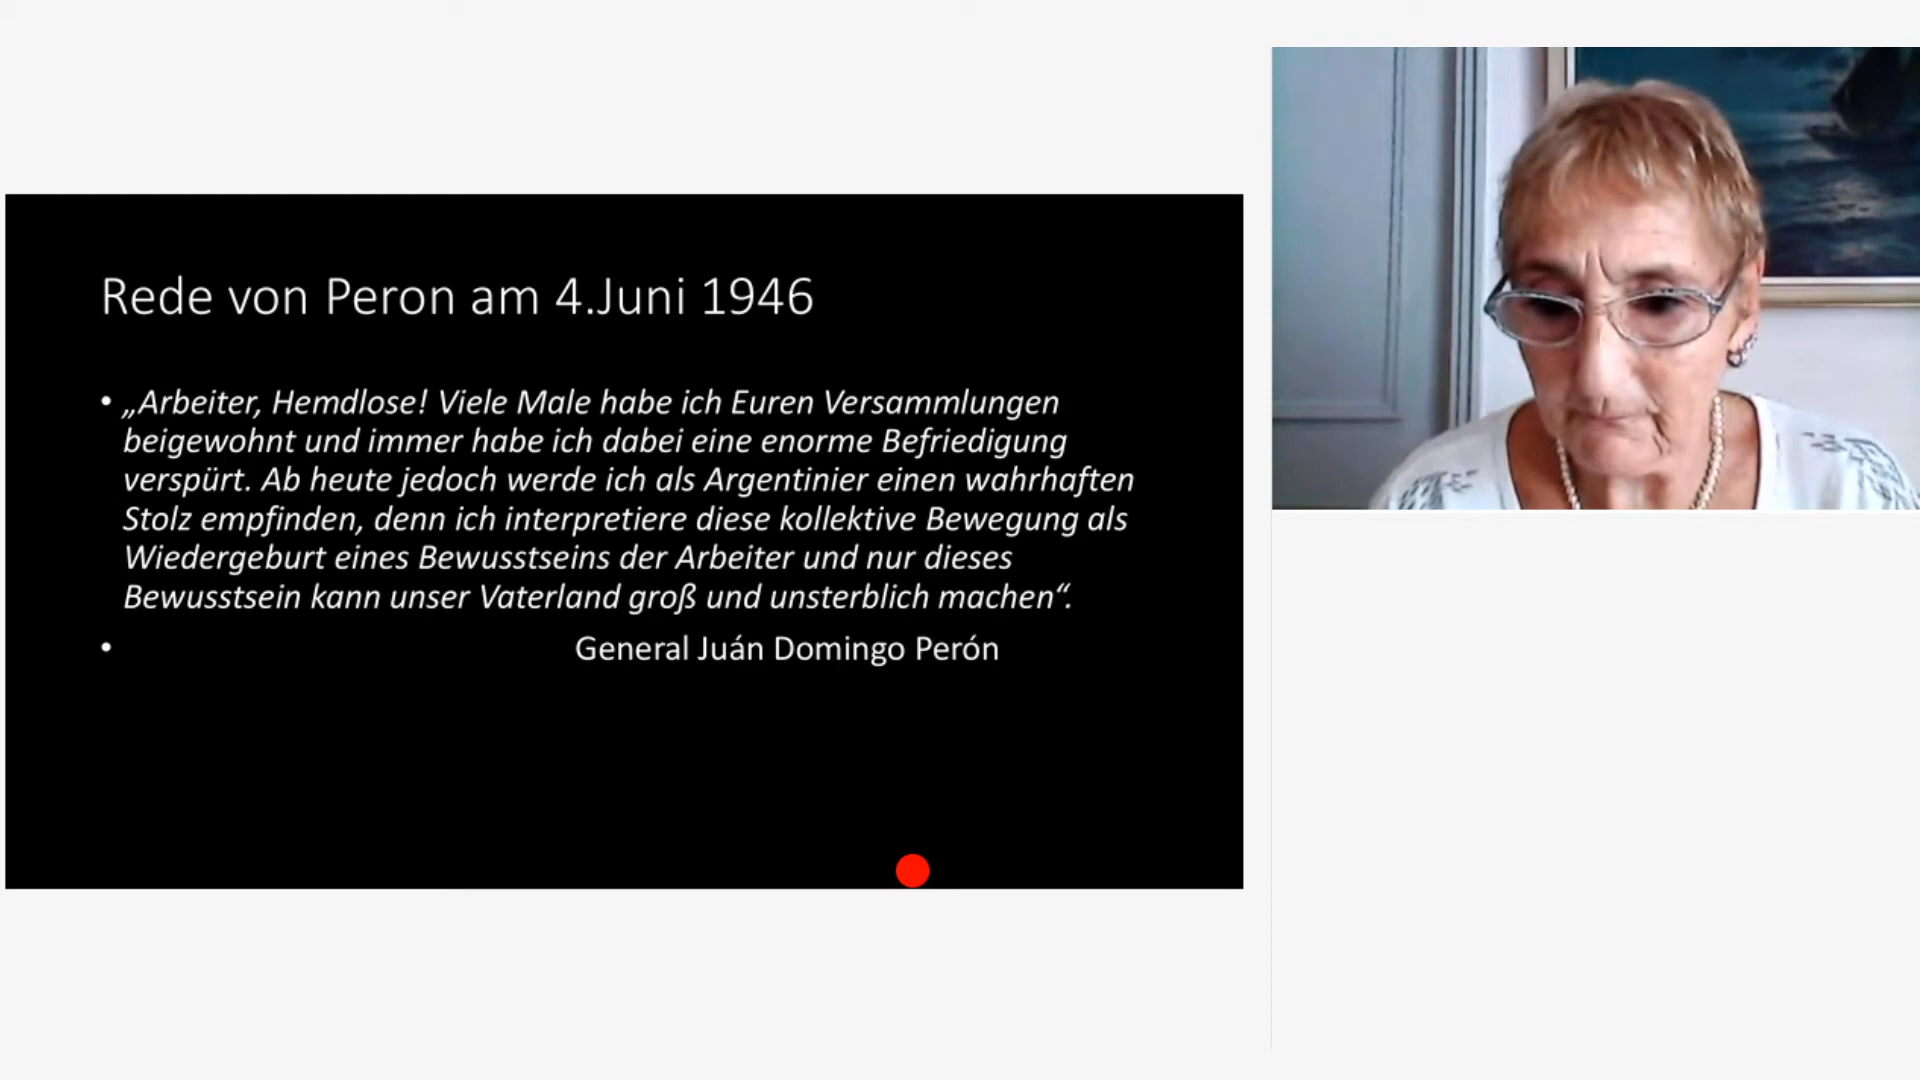 Rede von Peron am 4.Juni 1946
• „Arbeiter, Hemdlose! Viele Male habe ich Euren Versammlungen
beigewohnt und immer habe ich dabei eine enorme Befriedigung
verspürt. Ab heute jedoch werde ich als Argentinier einen wahrhaften
Stolz empfinden, denn ich interpretiere diese kollektive Bewegung als
Wiedergeburt eines Bewusstseins der Arbeiter und nur dieses
Bewusstsein kann unser Vaterland groß und unsterblich machen“.
• General Juán Domingo Perón